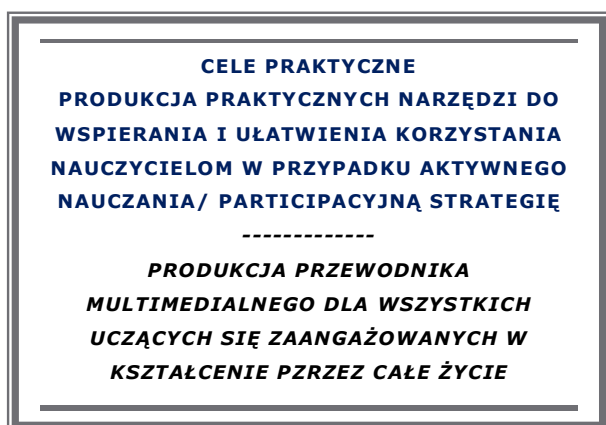 CELE PRAKTYCZNE
PRODUKCJA PRAKTYCZNYCH NARZĘDZI DO
WSPIERANIA I UŁATWIENIA KORZYSTANIA
NAUCZYCIELOM W PRZYPADKU AKTYWNEGO
NAUCZANIA/ PARTICIPACYJNĄ STRATEGIĘ
-------------
PRODUKCJA PRZEWODNIKA
MULTIMEDIALNEGO DLA WSZYSTKICH
UCZĄCYCH SIĘ ZAANGAŻOWANYCH W
KSZTAŁCENIE PZRZEZ CAŁE ŻYCIE